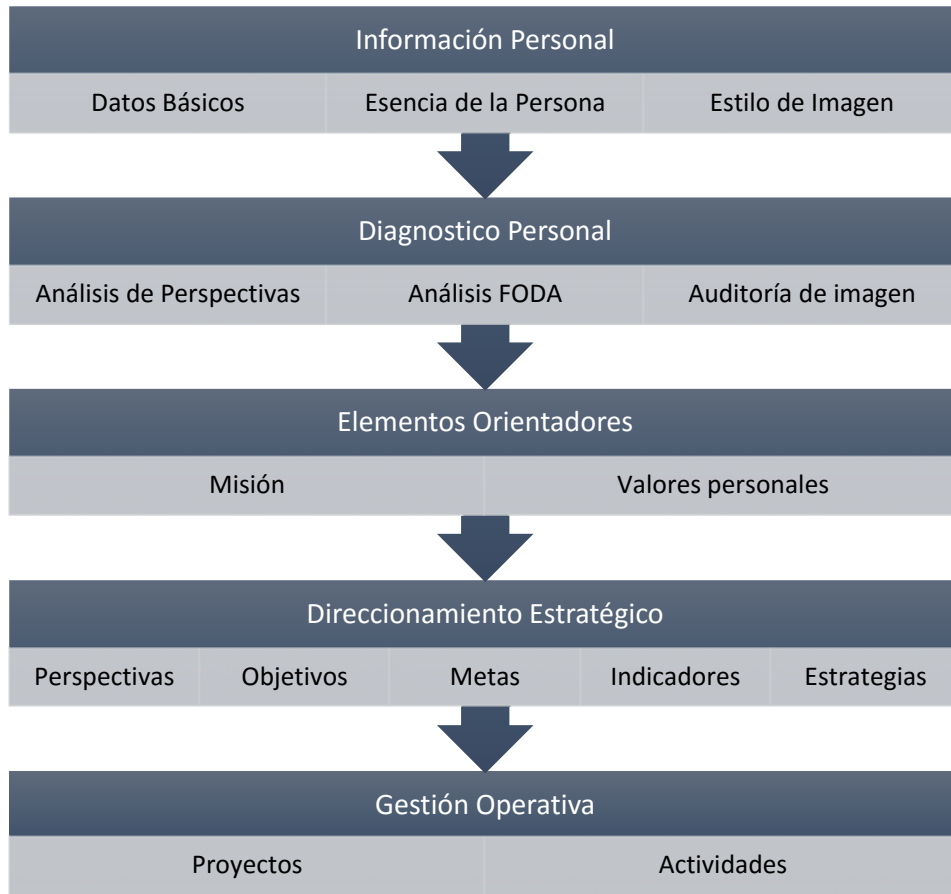 Información Personal
Datos Básicos Esencia de la Persona Estilo de Imagen
Diagnostico Personal
Análisis de Perspectivas Análisis FODA Auditoría de imagen
Elementos Orientadores
Misión Valores personales
Direccionamiento Estratégico
Perspectivas Objetivos Metas Indicadores Estrategias
Gestión Operativa
Proyectos Actividades